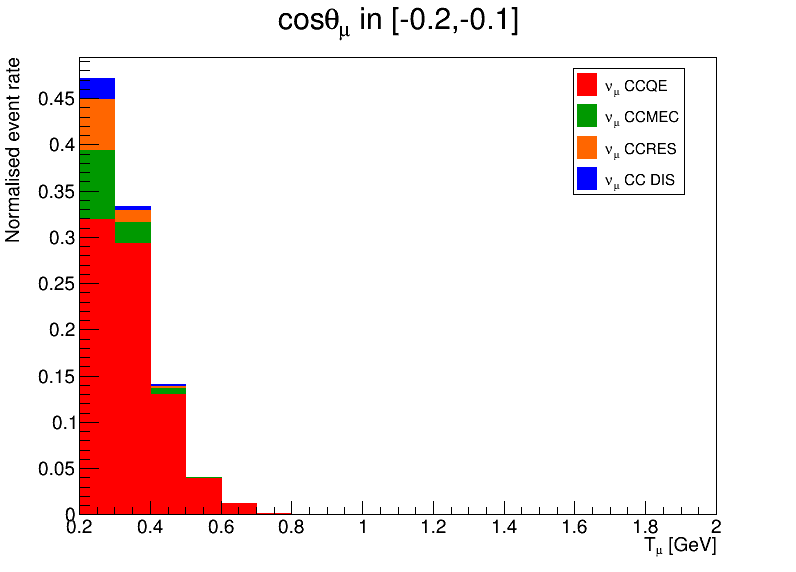 cosθμ in [-0.2,-0.1]
Normalised event rate
0.45
0.4
0.35
0.3
0.25
0.2
0.15
0.1
0.05
0
νμ CCQE
νμ CCMEC
νμ CCRES
νμ CC DIS
0.2 0.4 0.6 0.8 1 1.2 1.4 1.6 1.8 2
Tμ [GeV]